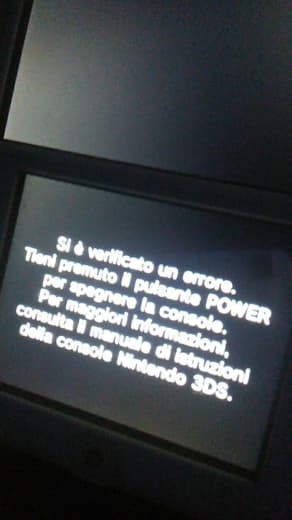 Si è verificato un errore.
Tieni premuto il pulsante POWER
per spegnere la console.
Per maggiori informazioni,
consulta il manuale di istruzioni
della console Nintendo 3DS.